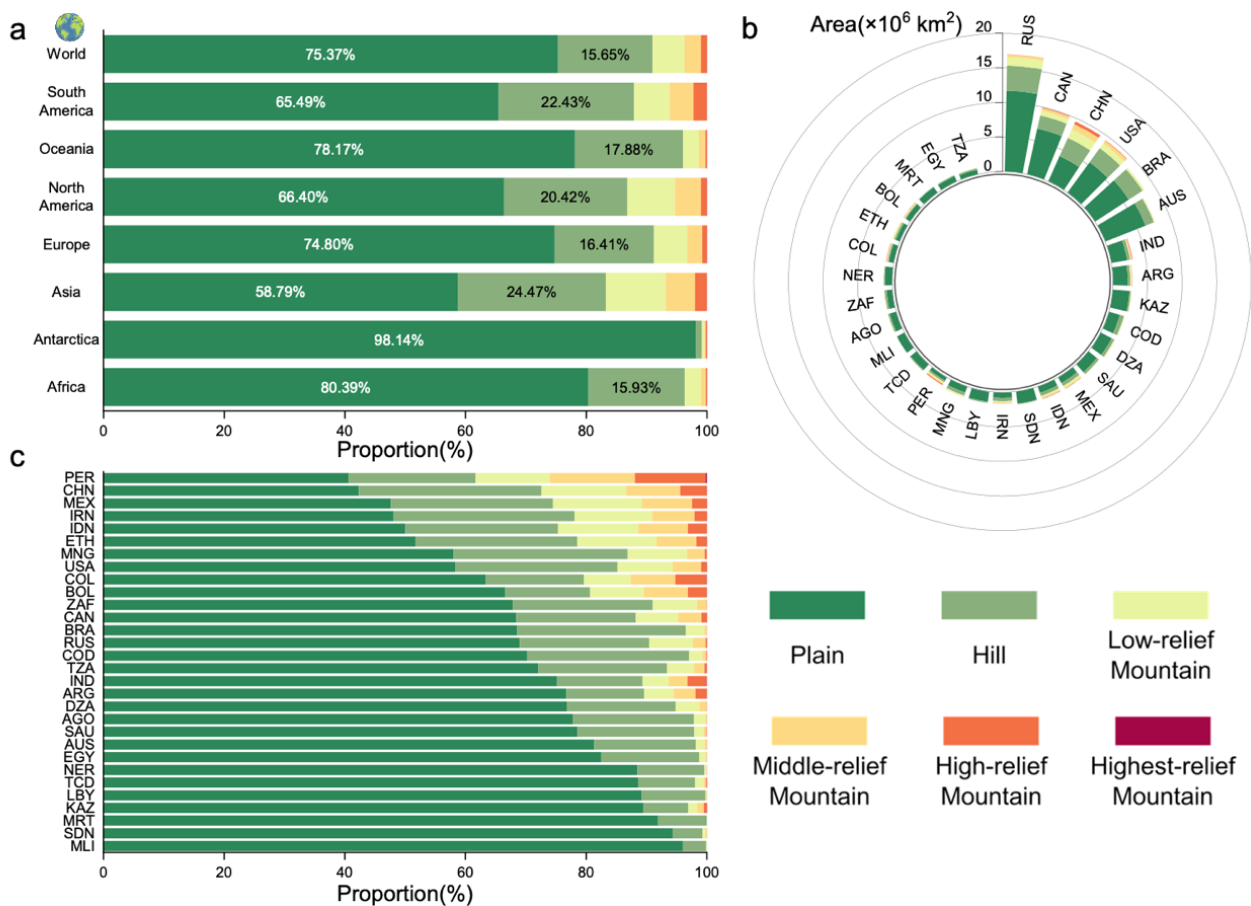 a
World
75.37%
15.65%
South
America
65.49%
22.43%
Oceania
78.17%
17.88%
North
America
66.40%
20.42%
Europe
74.80%
16.41%
Asia
58.79%
24.47%
Antarctica
98.14%
Africa
80.39%
15.93%
0
20
40
60
80
100
Proportion(%)
b
Area(×10⁶ km²)
20
15
10
5
0
RUS
CAN
CHN
USA
BRA
AUS
IND
ARG
KAZ
COD
DZA
SAU
MEX
IDN
SDN
IRN
LBY
MNG
PER
TCD
MLI
AGO
ZAF
NER
COL
ETH
BOL
MRT
EGY
TZA
c
PER
CHN
MEX
IRN
IDN
ETH
MNG
USA
COL
BOL
ZAF
CAN
BRA
RUS
COD
TZA
IND
ARG
DZA
AGO
SAU
AUS
EGY
NER
TCD
LBY
KAZ
MRT
SDN
MLI
0
20
40
60
80
100
Proportion(%)
Plain
Hill
Low-relief
Mountain
Middle-relief
Mountain
High-relief
Mountain
Highest-relief
Mountain